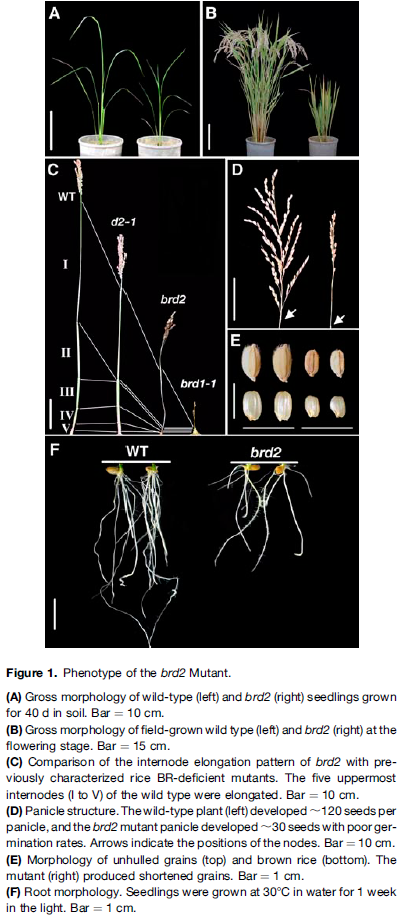 A
B
C
D
WT
d2-1
I
brd2
E
II
brd1-1
III
IV
V
F
WT
brd2
Figure 1. Phenotype of the brd2 Mutant.
(A) Gross morphology of wild-type (left) and brd2 (right) seedlings grown
for 40 d in soil. Bar = 10 cm.
(B) Gross morphology of field-grown wild type (left) and brd2 (right) at the
flowering stage. Bar = 15 cm.
(C) Comparison of the internode elongation pattern of brd2 with pre-
viously characterized rice BR-deficient mutants. The five uppermost
internodes (I to V) of the wild type were elongated. Bar = 10 cm.
(D) Panicle structure. The wild-type plant (left) developed ~120 seeds per
panicle, and the brd2 mutant panicle developed ~30 seeds with poor ger-
mination rates. Arrows indicate the positions of the nodes. Bar = 10 cm.
(E) Morphology of unhulled grains (top) and brown rice (bottom). The
mutant (right) produced shortened grains. Bar = 1 cm.
(F) Root morphology. Seedlings were grown at 30°C in water for 1 week
in the light. Bar = 1 cm.